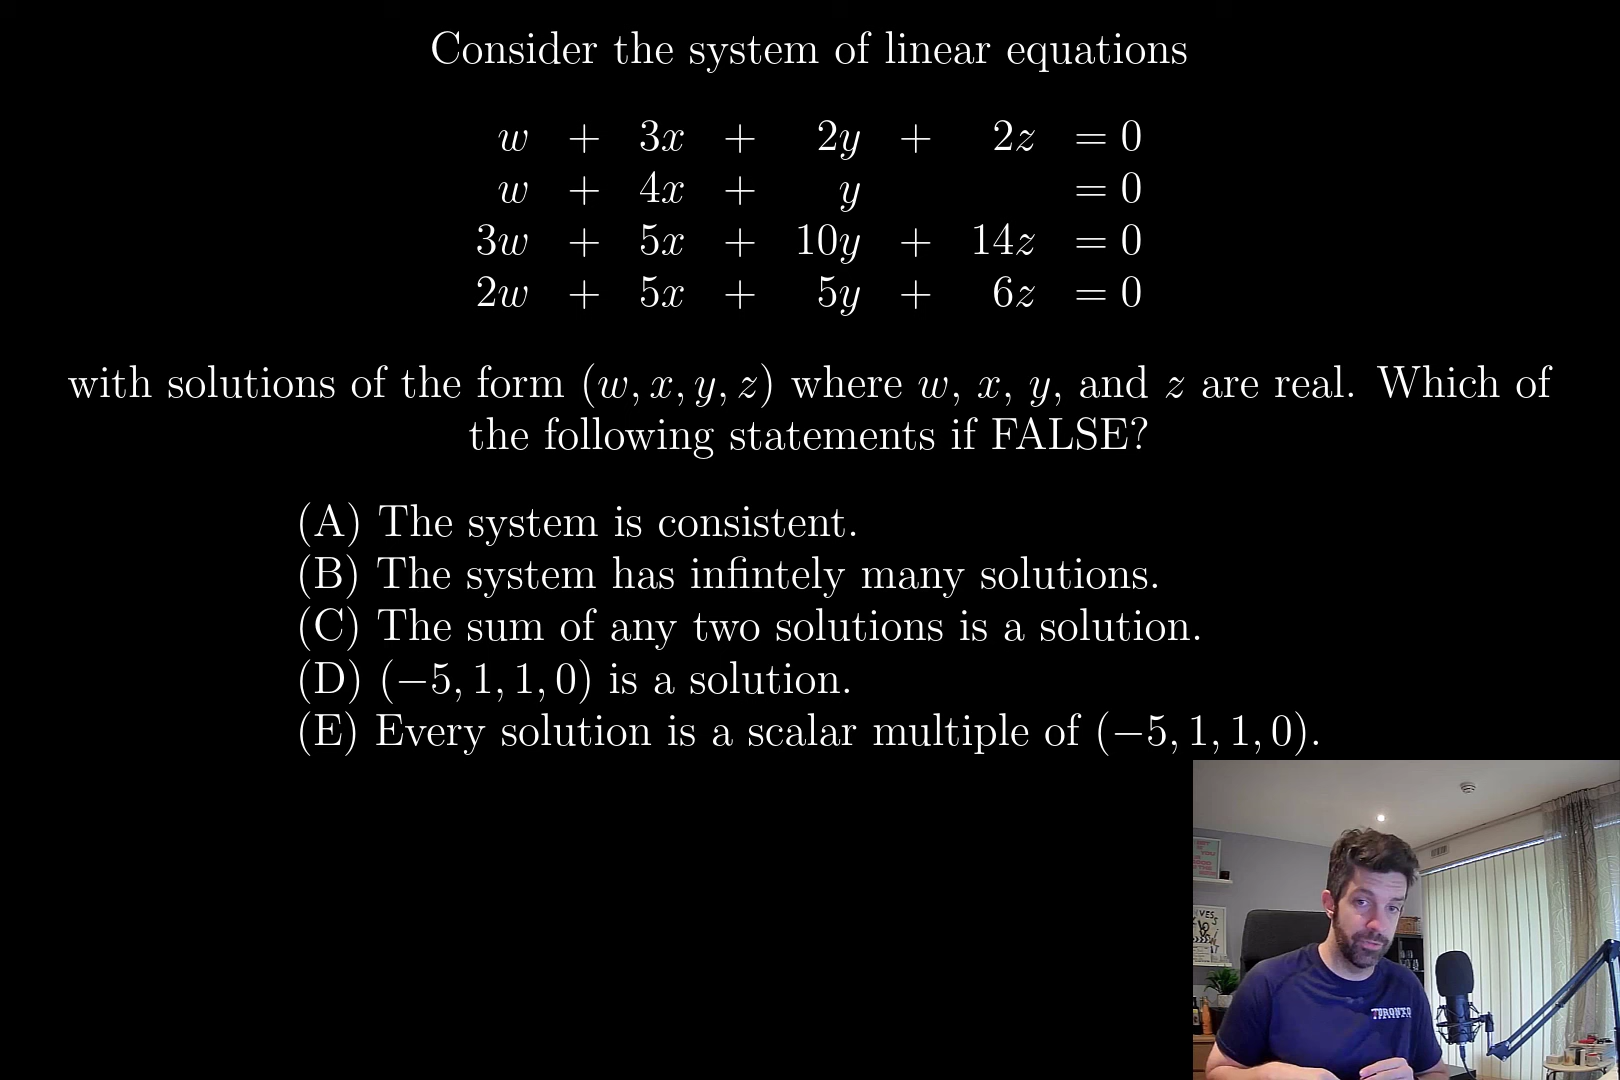 Consider the system of linear equations
w + 3x + 2y + 2z = 0
w + 4x + y = 0
3w + 5x + 10y + 14z = 0
2w + 5x + 5y + 6z = 0
with solutions of the form (w, x, y, z) where w, x, y, and z are real. Which of
the following statements if FALSE?
(A) The system is consistent.
(B) The system has infintely many solutions.
(C) The sum of any two solutions is a solution.
(D) (−5, 1, 1, 0) is a solution.
(E) Every solution is a scalar multiple of (−5, 1, 1, 0).
TORONTO